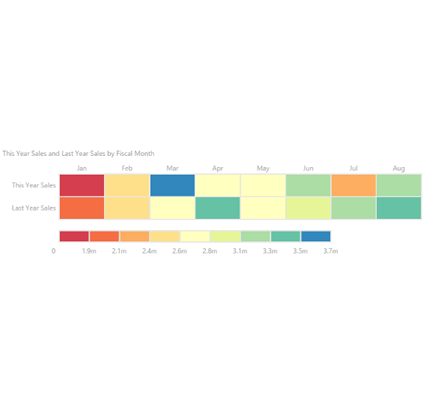 This Year Sales and Last Year Sales by Fiscal Month
Jan Feb Mar Apr May Jun Jul Aug
This Year Sales
Last Year Sales
0 1.9m 2.1m 2.4m 2.6m 2.8m 3.1m 3.3m 3.5m 3.7m